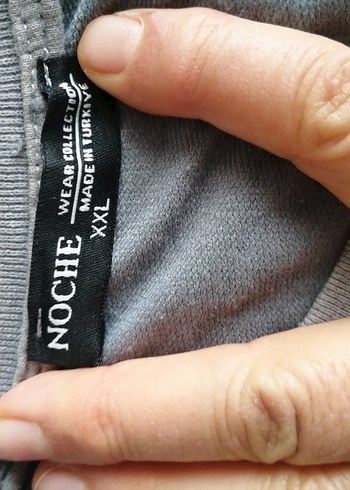 NOCHE
WEAR COLLECTION
MADE IN TURKIYE
XXL